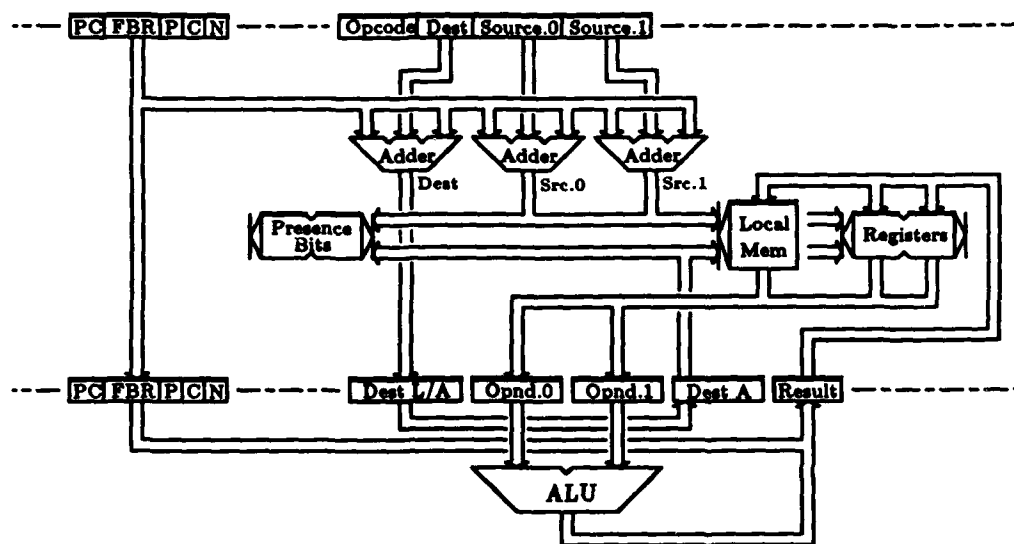 PC FBR P C N Opcode Dest Source.0 Source.1
Adder Adder Adder
Dest Src.0 Src.1
Presence
Bits
Local
Mem
Registers
PC FBR P C N Dest L/A Opnd.0 Opnd.1 Dest A Result
ALU